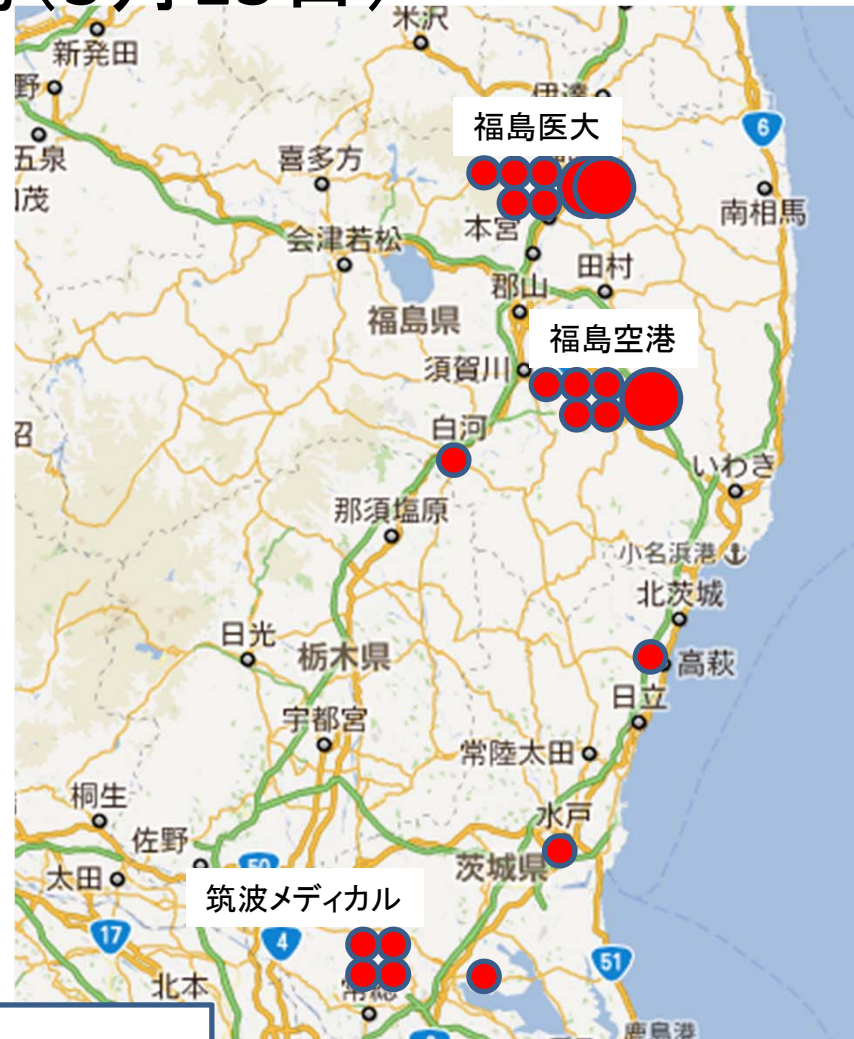 米沢
新発田
野
伊達
福島医大
6
五泉
喜多方
南相馬
本宮
会津若松
田村
郡山
福島県
福島空港
須賀川
白河
沼
いわき
那須塩原
小名浜港
北茨城
日光
栃木県
高萩
日立
宇都宮
常陸太田
桐生
水戸
佐野
50
茨城県
太田
筑波メディカル
17
4
51
北本
常総
鹿島港